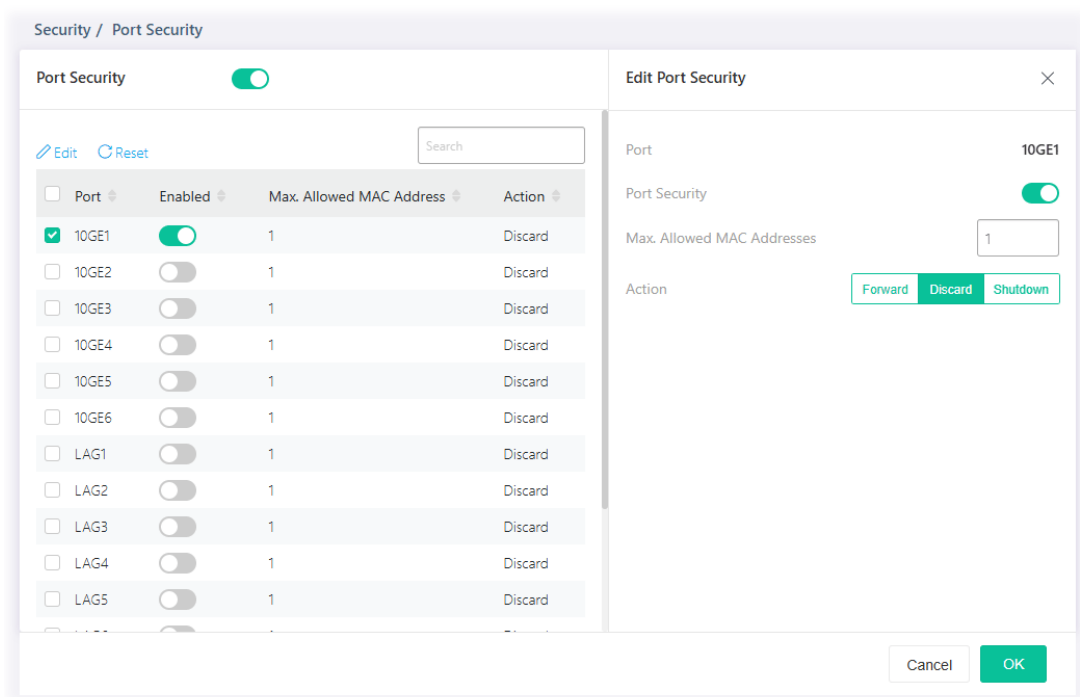 Security / Port Security
Port Security
Edit Reset Search
Port Enabled Max. Allowed MAC Address Action
10GE1 1 Discard
10GE2 1 Discard
10GE3 1 Discard
10GE4 1 Discard
10GE5 1 Discard
10GE6 1 Discard
LAG1 1 Discard
LAG2 1 Discard
LAG3 1 Discard
LAG4 1 Discard
LAG5 1 Discard
Edit Port Security
Port 10GE1
Port Security
Max. Allowed MAC Addresses 1
Action Forward Discard Shutdown
Cancel OK